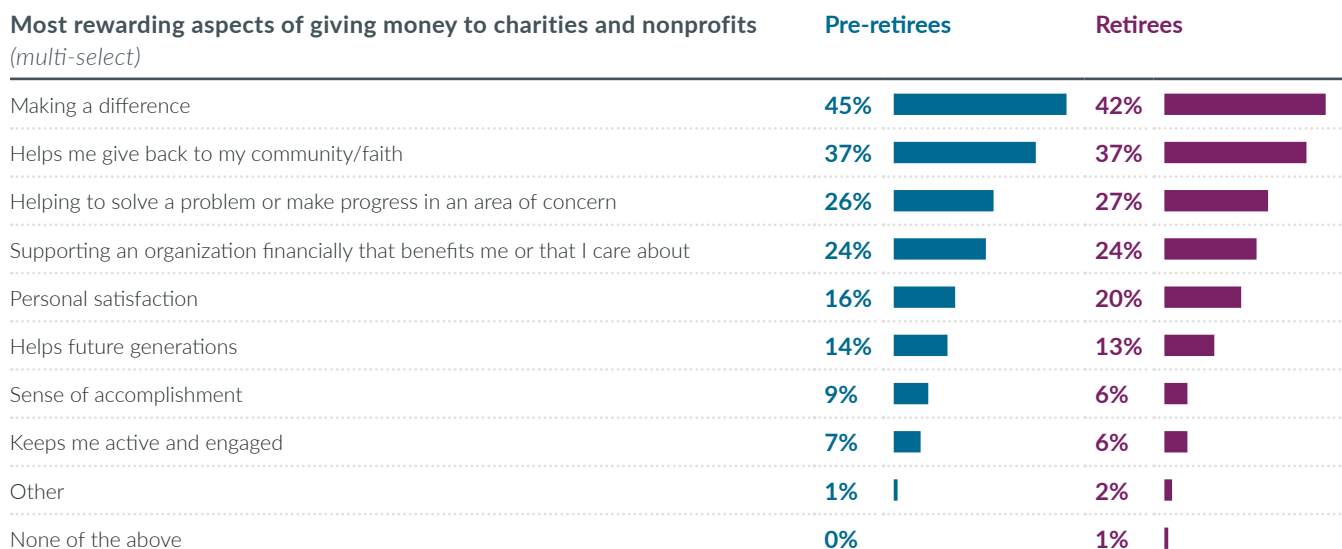 Most rewarding aspects of giving money to charities and nonprofits Pre-retirees Retirees
(multi-select)
Making a difference 45% 42%
Helps me give back to my community/faith 37% 37%
Helping to solve a problem or make progress in an area of concern 26% 27%
Supporting an organization financially that benefits me or that I care about 24% 24%
Personal satisfaction 16% 20%
Helps future generations 14% 13%
Sense of accomplishment 9% 6%
Keeps me active and engaged 7% 6%
Other 1% 2%
None of the above 0% 1%